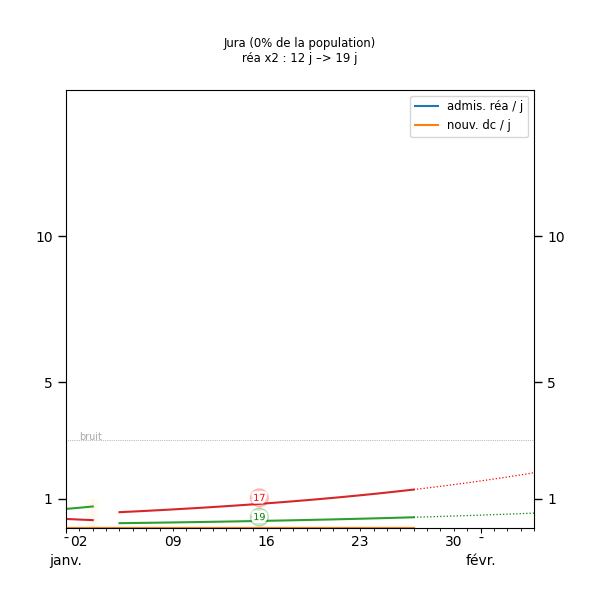 Jura (0% de la population)
réa x2 : 12 j –> 19 j
admis. réa / j
nouv. dc / j
10 10
5 5
bruit
17
1 1
19
02 09 16 23 30
janv. févr.